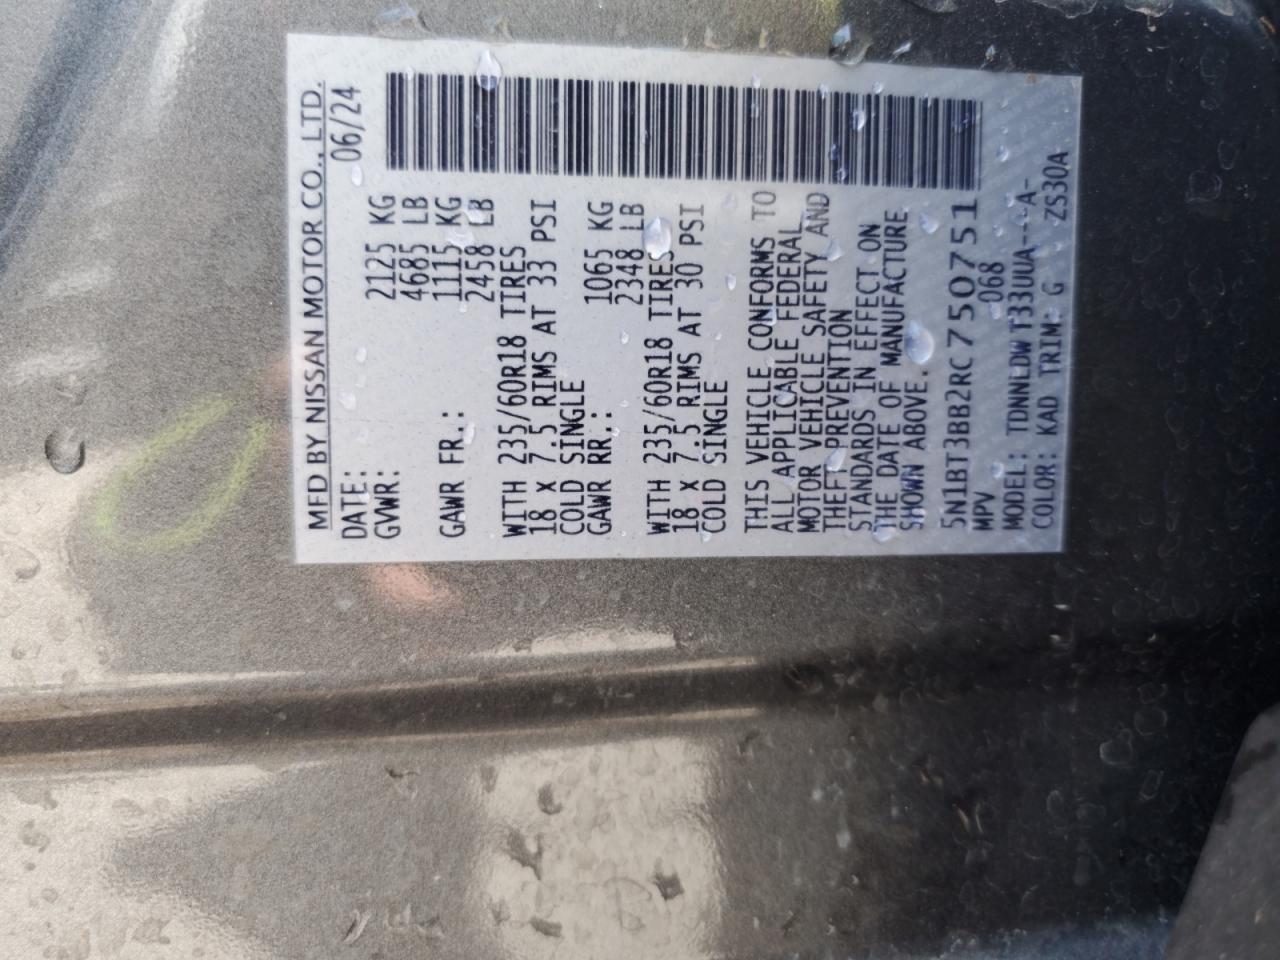 MFD BY NISSAN MOTOR CO., LTD.
DATE: 06/24
GVWR: 2125 KG
4685 LB
GAWR FR.: 1115 KG
2458 LB
WITH 235/60R18 TIRES
18 x 7.5 RIMS AT 33 PSI
COLD SINGLE
GAWR RR.: 1065 KG
2348 LB
WITH 235/60R18 TIRES
18 x 7.5 RIMS AT 30 PSI
COLD SINGLE
THIS VEHICLE CONFORMS TO
ALL APPLICABLE FEDERAL
MOTOR VEHICLE SAFETY AND
THEFT PREVENTION
STANDARDS IN EFFECT ON
THE DATE OF MANUFACTURE
SHOWN ABOVE.
5N1BT3BB2RC750751
MPV 068
MODEL: TDNNLDWT33UUA---A-
COLOR: KAD TRIM: G ZS30A